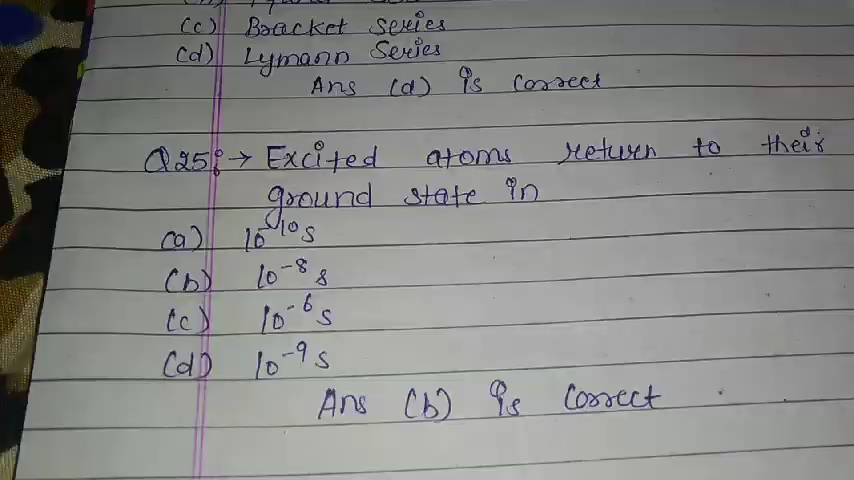 (c) Bracket Series
(d) Lymann Series
Ans (d) is correct
Q25:→ Excited atoms return to their
ground state in
(a) 10⁻¹⁰s
(b) 10⁻⁸ s
(c) 10⁻⁶ s
(d) 10⁻⁹ s
Ans (b) is correct